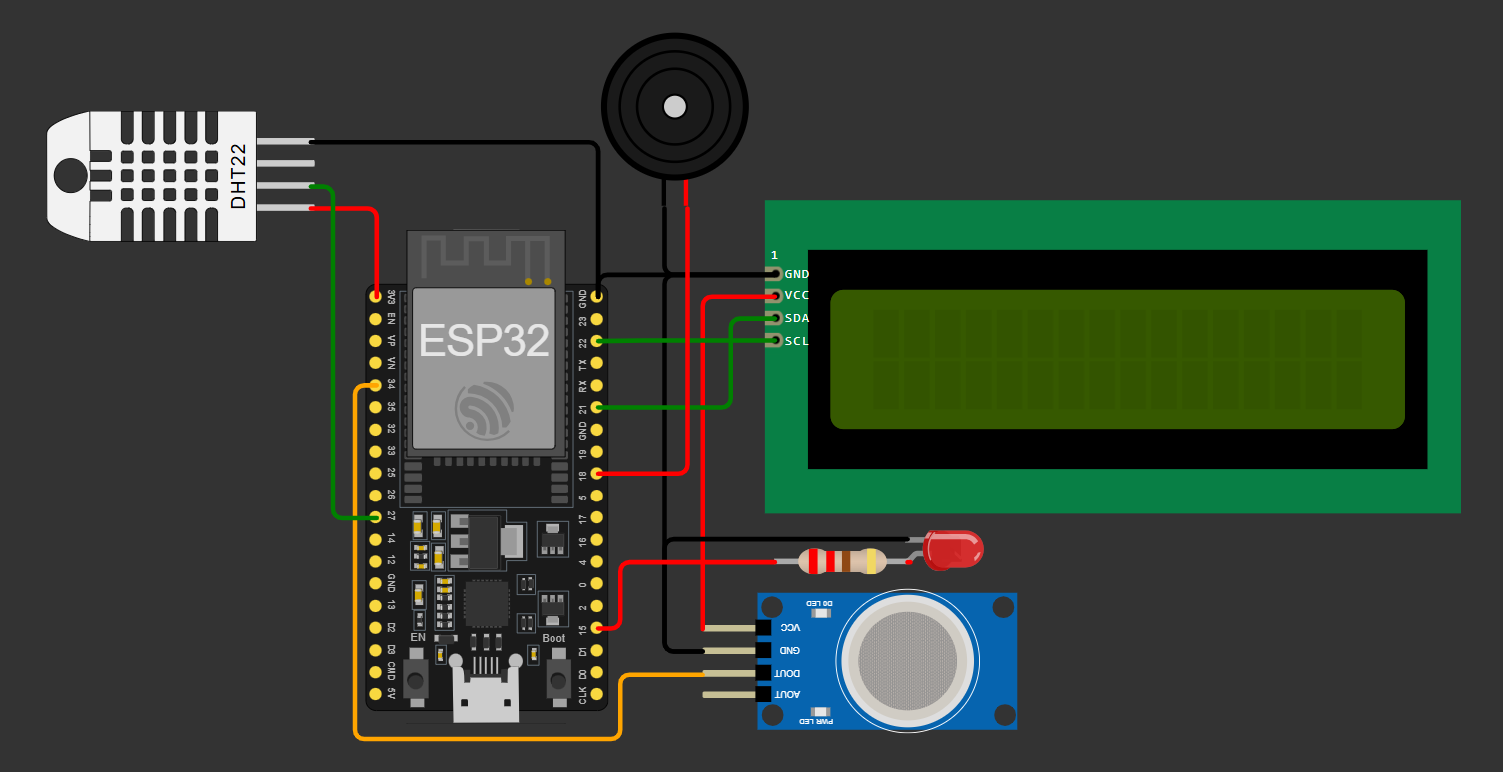 DHT22
ESP32
3V3
EN
VP
VN
34
35
32
33
25
26
27
14
12
GND
13
D2
D3
CMD
5V
GND
23
22
TX
RX
21
GND
19
18
5
17
16
4
0
2
15
D1
D0
CLK
EN
Boot
1
GND
VCC
SDA
SCL
DO LED
VCC
GND
DOUT
AOUT
PWR LED